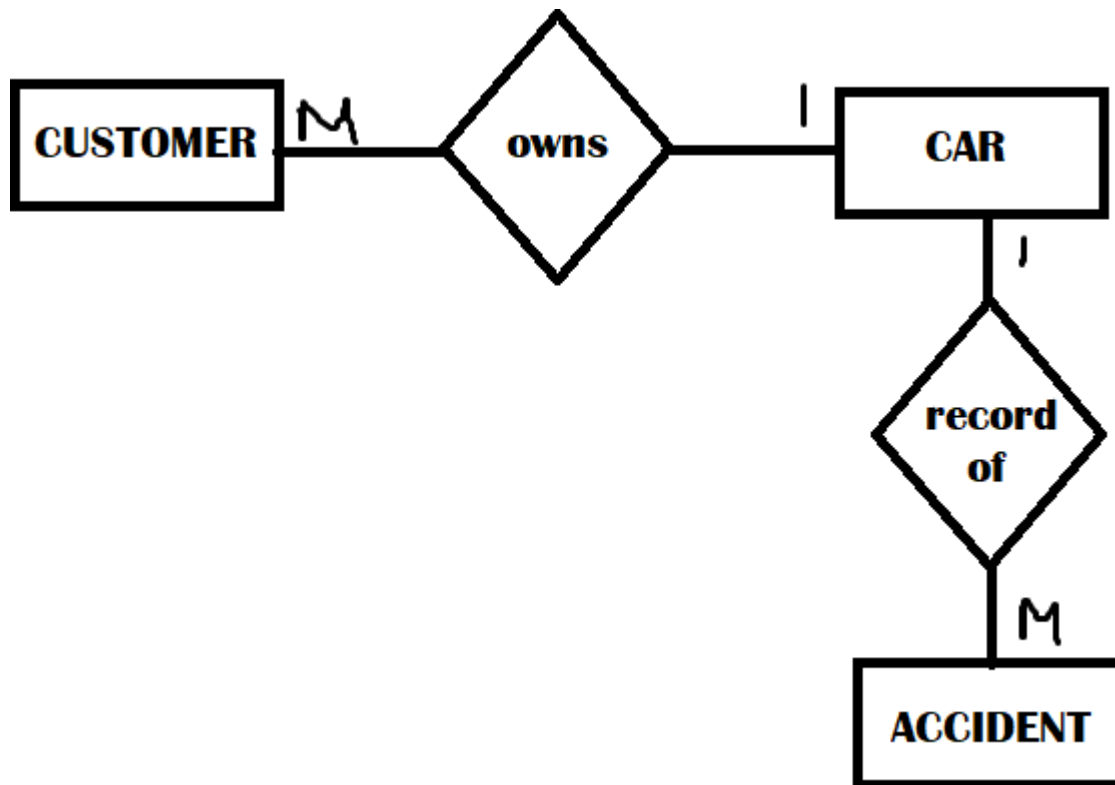 CUSTOMER M owns 1 CAR
1
record
of
M
ACCIDENT